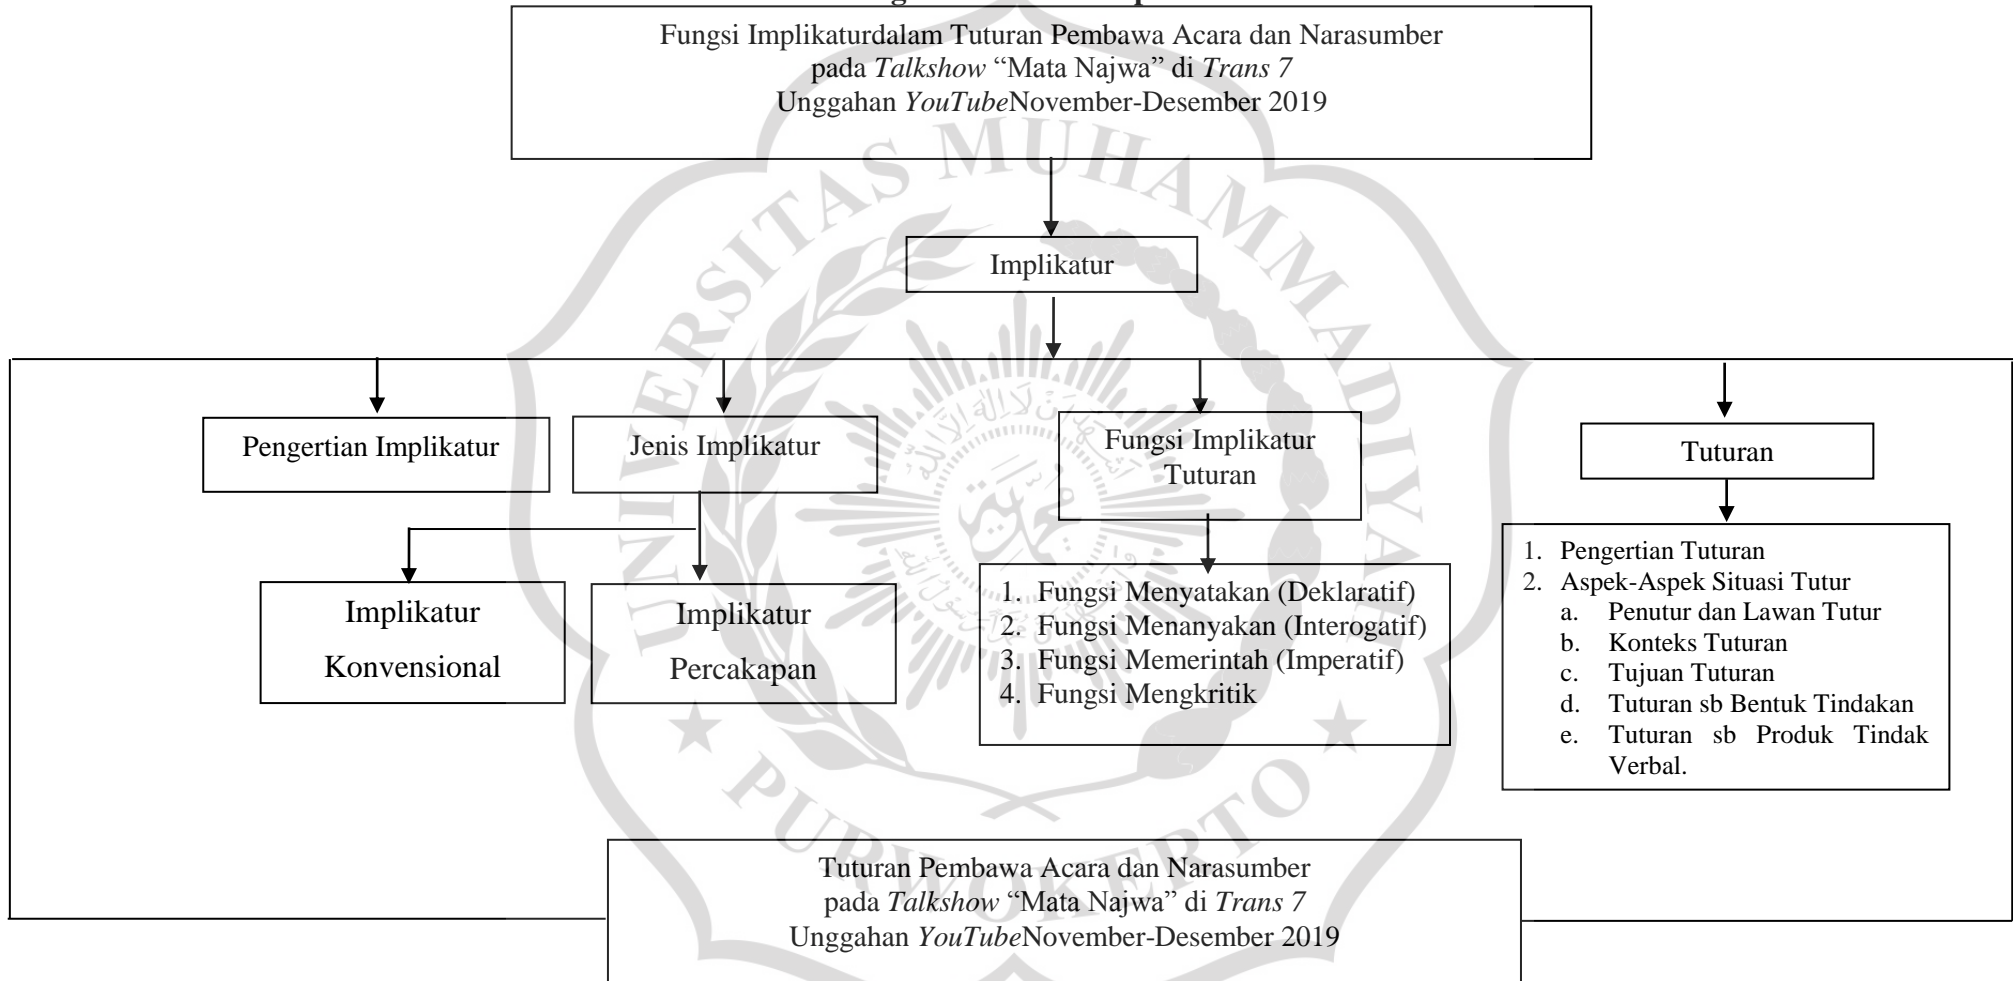 Fungsi Implikaturdalam Tuturan Pembawa Acara dan Narasumber
pada Talkshow “Mata Najwa” di Trans 7
Unggahan YouTubeNovember-Desember 2019
Implikatur
Pengertian Implikatur
Jenis Implikatur
Fungsi Implikatur
Tuturan
Tuturan
Implikatur
Konvensional
Implikatur
Percakapan
1. Fungsi Menyatakan (Deklaratif)
2. Fungsi Menanyakan (Interogatif)
3. Fungsi Memerintah (Imperatif)
4. Fungsi Mengkritik
1. Pengertian Tuturan
2. Aspek-Aspek Situasi Tutur
a. Penutur dan Lawan Tutur
b. Konteks Tuturan
c. Tujuan Tuturan
d. Tuturan sb Bentuk Tindakan
e. Tuturan sb Produk Tindak
Verbal.
Tuturan Pembawa Acara dan Narasumber
pada Talkshow “Mata Najwa” di Trans 7
Unggahan YouTubeNovember-Desember 2019
UNIVERSITAS MUHAMMADIYAH
PURWOKERTO